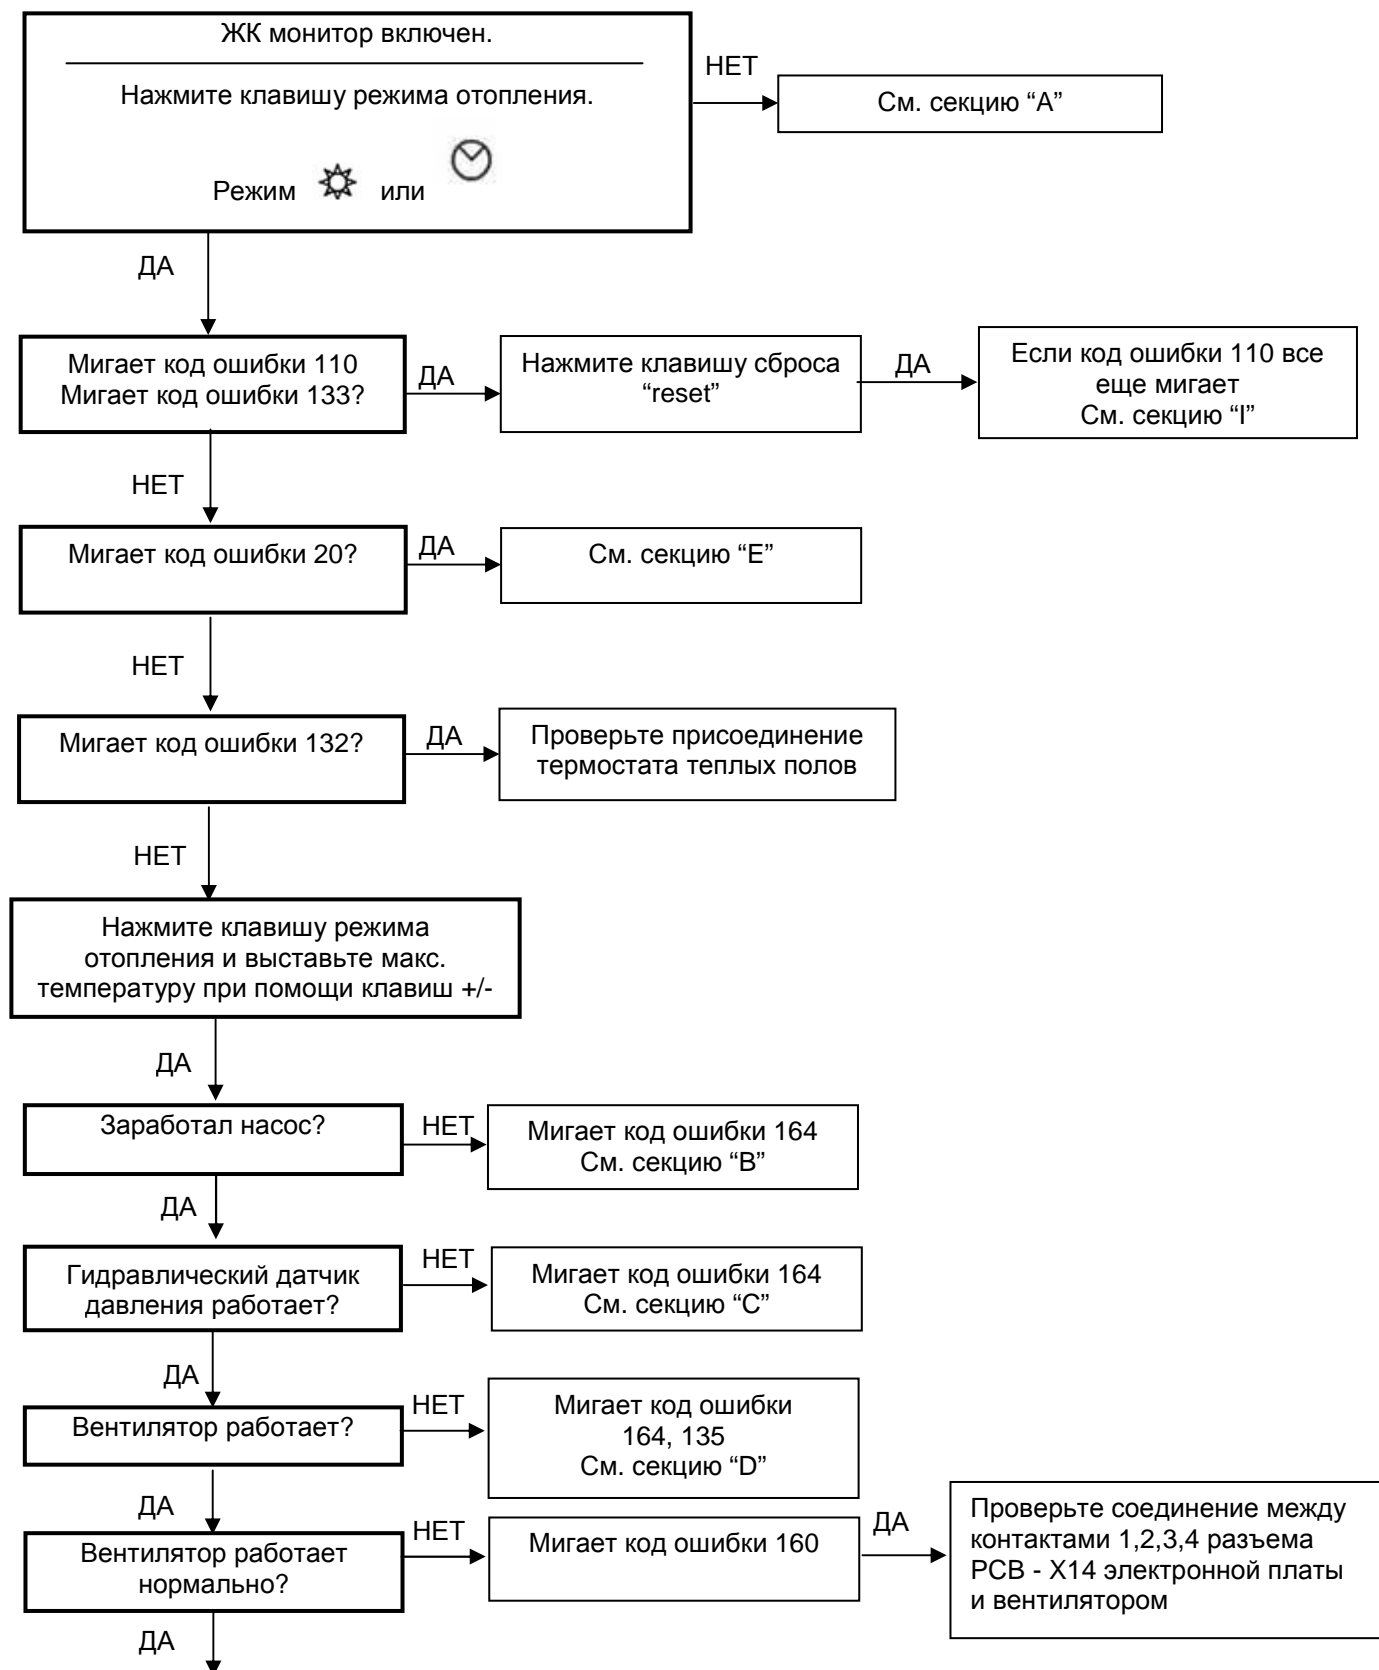 ЖК монитор включен.
Нажмите клавишу режима отопления.
Режим или
НЕТ
См. секцию “A”
ДА
Мигает код ошибки 110
Мигает код ошибки 133?
ДА
Нажмите клавишу сброса
“reset”
ДА
Если код ошибки 110 все
еще мигает
См. секцию “I”
НЕТ
Мигает код ошибки 20?
ДА
См. секцию “E”
НЕТ
Мигает код ошибки 132?
ДА
Проверьте присоединение
термостата теплых полов
НЕТ
Нажмите клавишу режима
отопления и выставьте макс.
температуру при помощи клавиш +/-
ДА
Заработал насос?
НЕТ
Мигает код ошибки 164
См. секцию “B”
ДА
Гидравлический датчик
давления работает?
НЕТ
Мигает код ошибки 164
См. секцию “C”
ДА
Вентилятор работает?
НЕТ
Мигает код ошибки
164, 135
См. секцию “D”
ДА
Вентилятор работает
нормально?
НЕТ
Мигает код ошибки 160
ДА
Проверьте соединение между
контактами 1,2,3,4 разъема
PCB - X14 электронной платы
и вентилятором
ДА